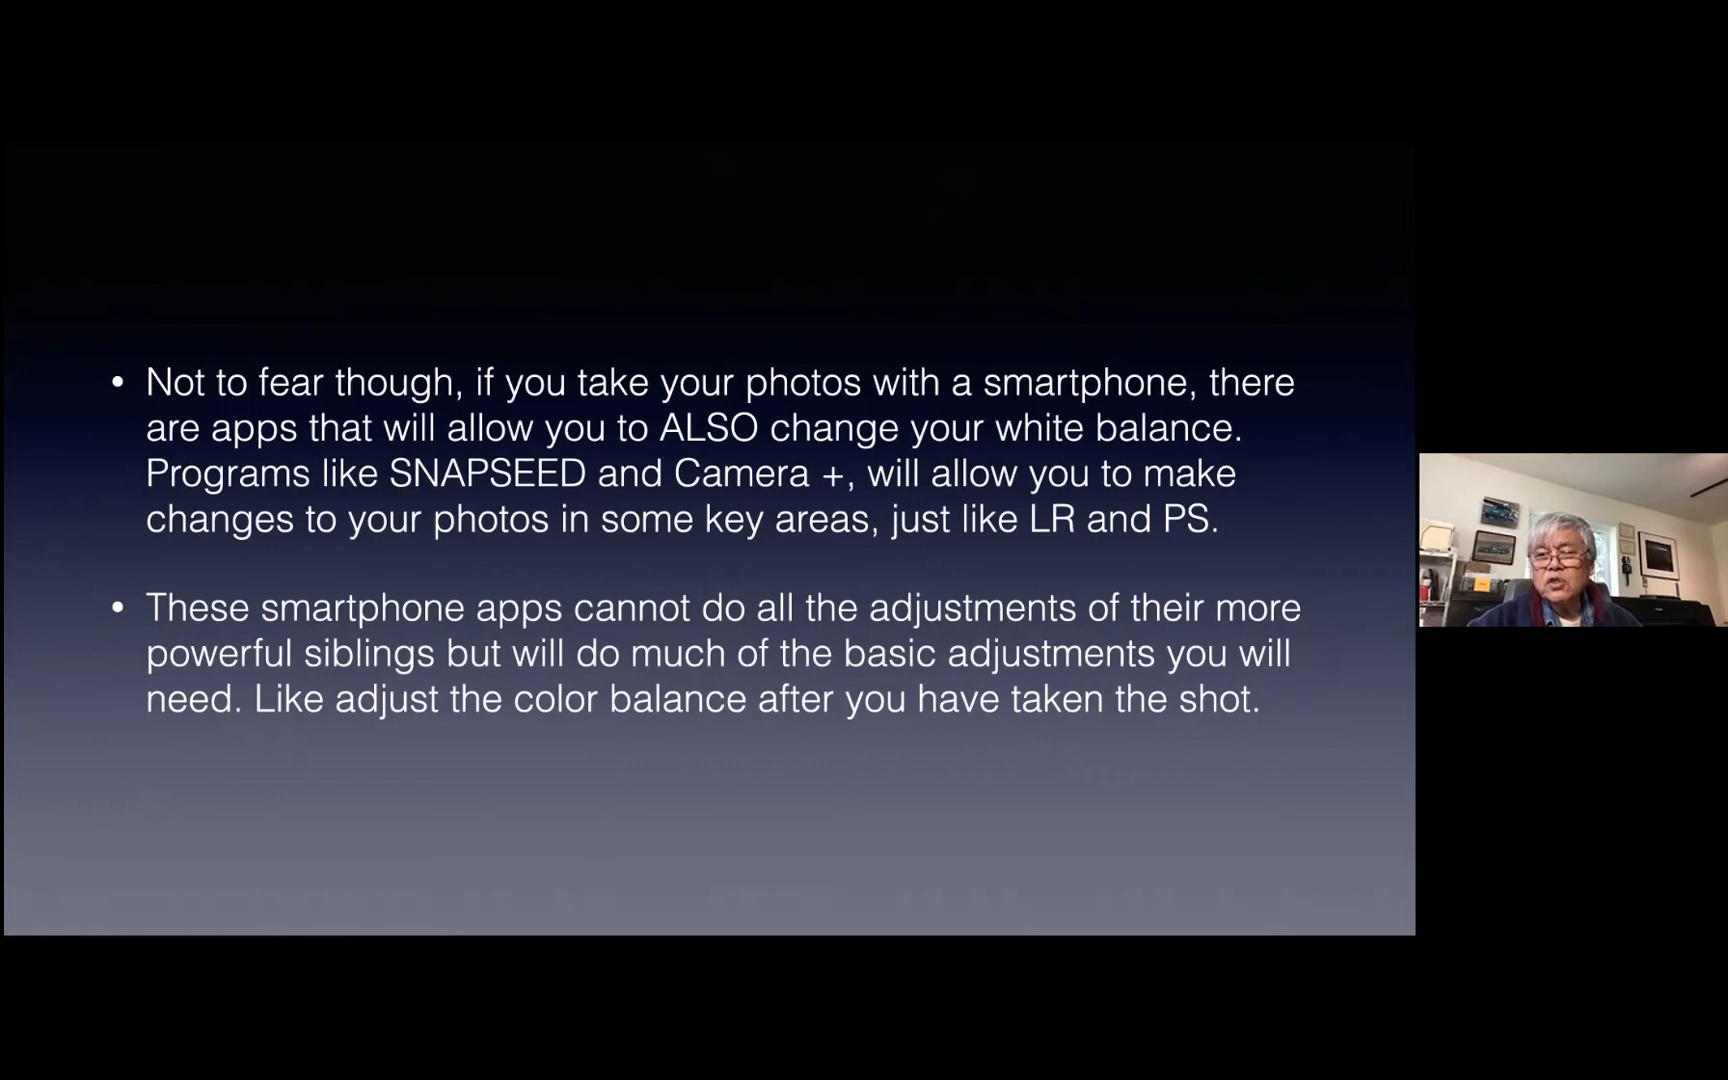 • Not to fear though, if you take your photos with a smartphone, there
are apps that will allow you to ALSO change your white balance.
Programs like SNAPSEED and Camera +, will allow you to make
changes to your photos in some key areas, just like LR and PS.
• These smartphone apps cannot do all the adjustments of their more
powerful siblings but will do much of the basic adjustments you will
need. Like adjust the color balance after you have taken the shot.